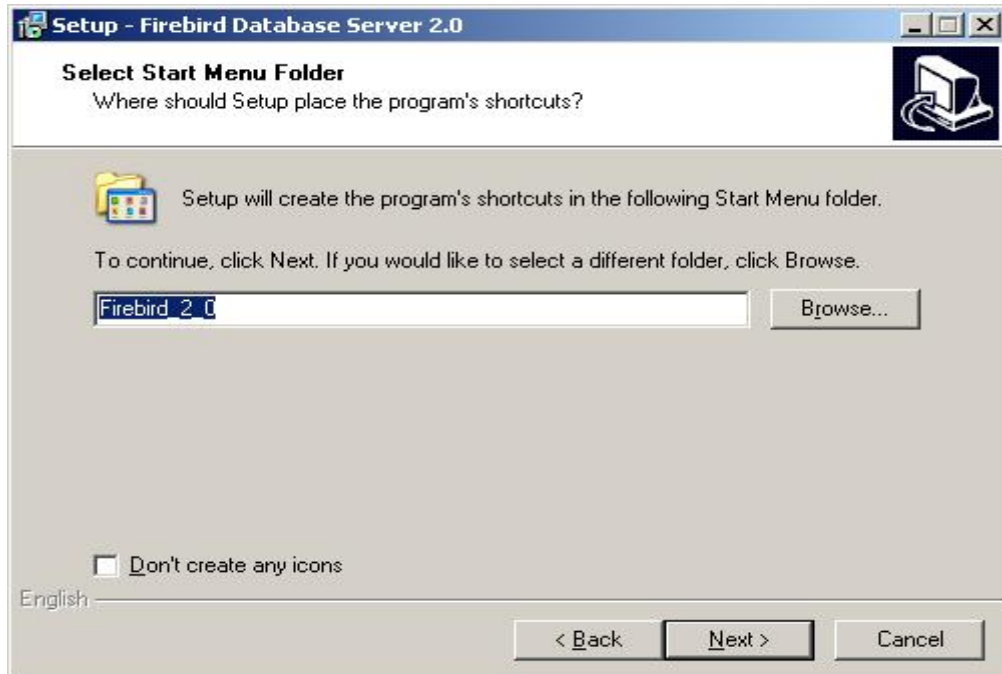 Setup - Firebird Database Server 2.0
Select Start Menu Folder
Where should Setup place the program's shortcuts?
Setup will create the program's shortcuts in the following Start Menu folder.
To continue, click Next. If you would like to select a different folder, click Browse.
Firebird_2_0
Browse...
Don't create any icons
English
< Back
Next >
Cancel